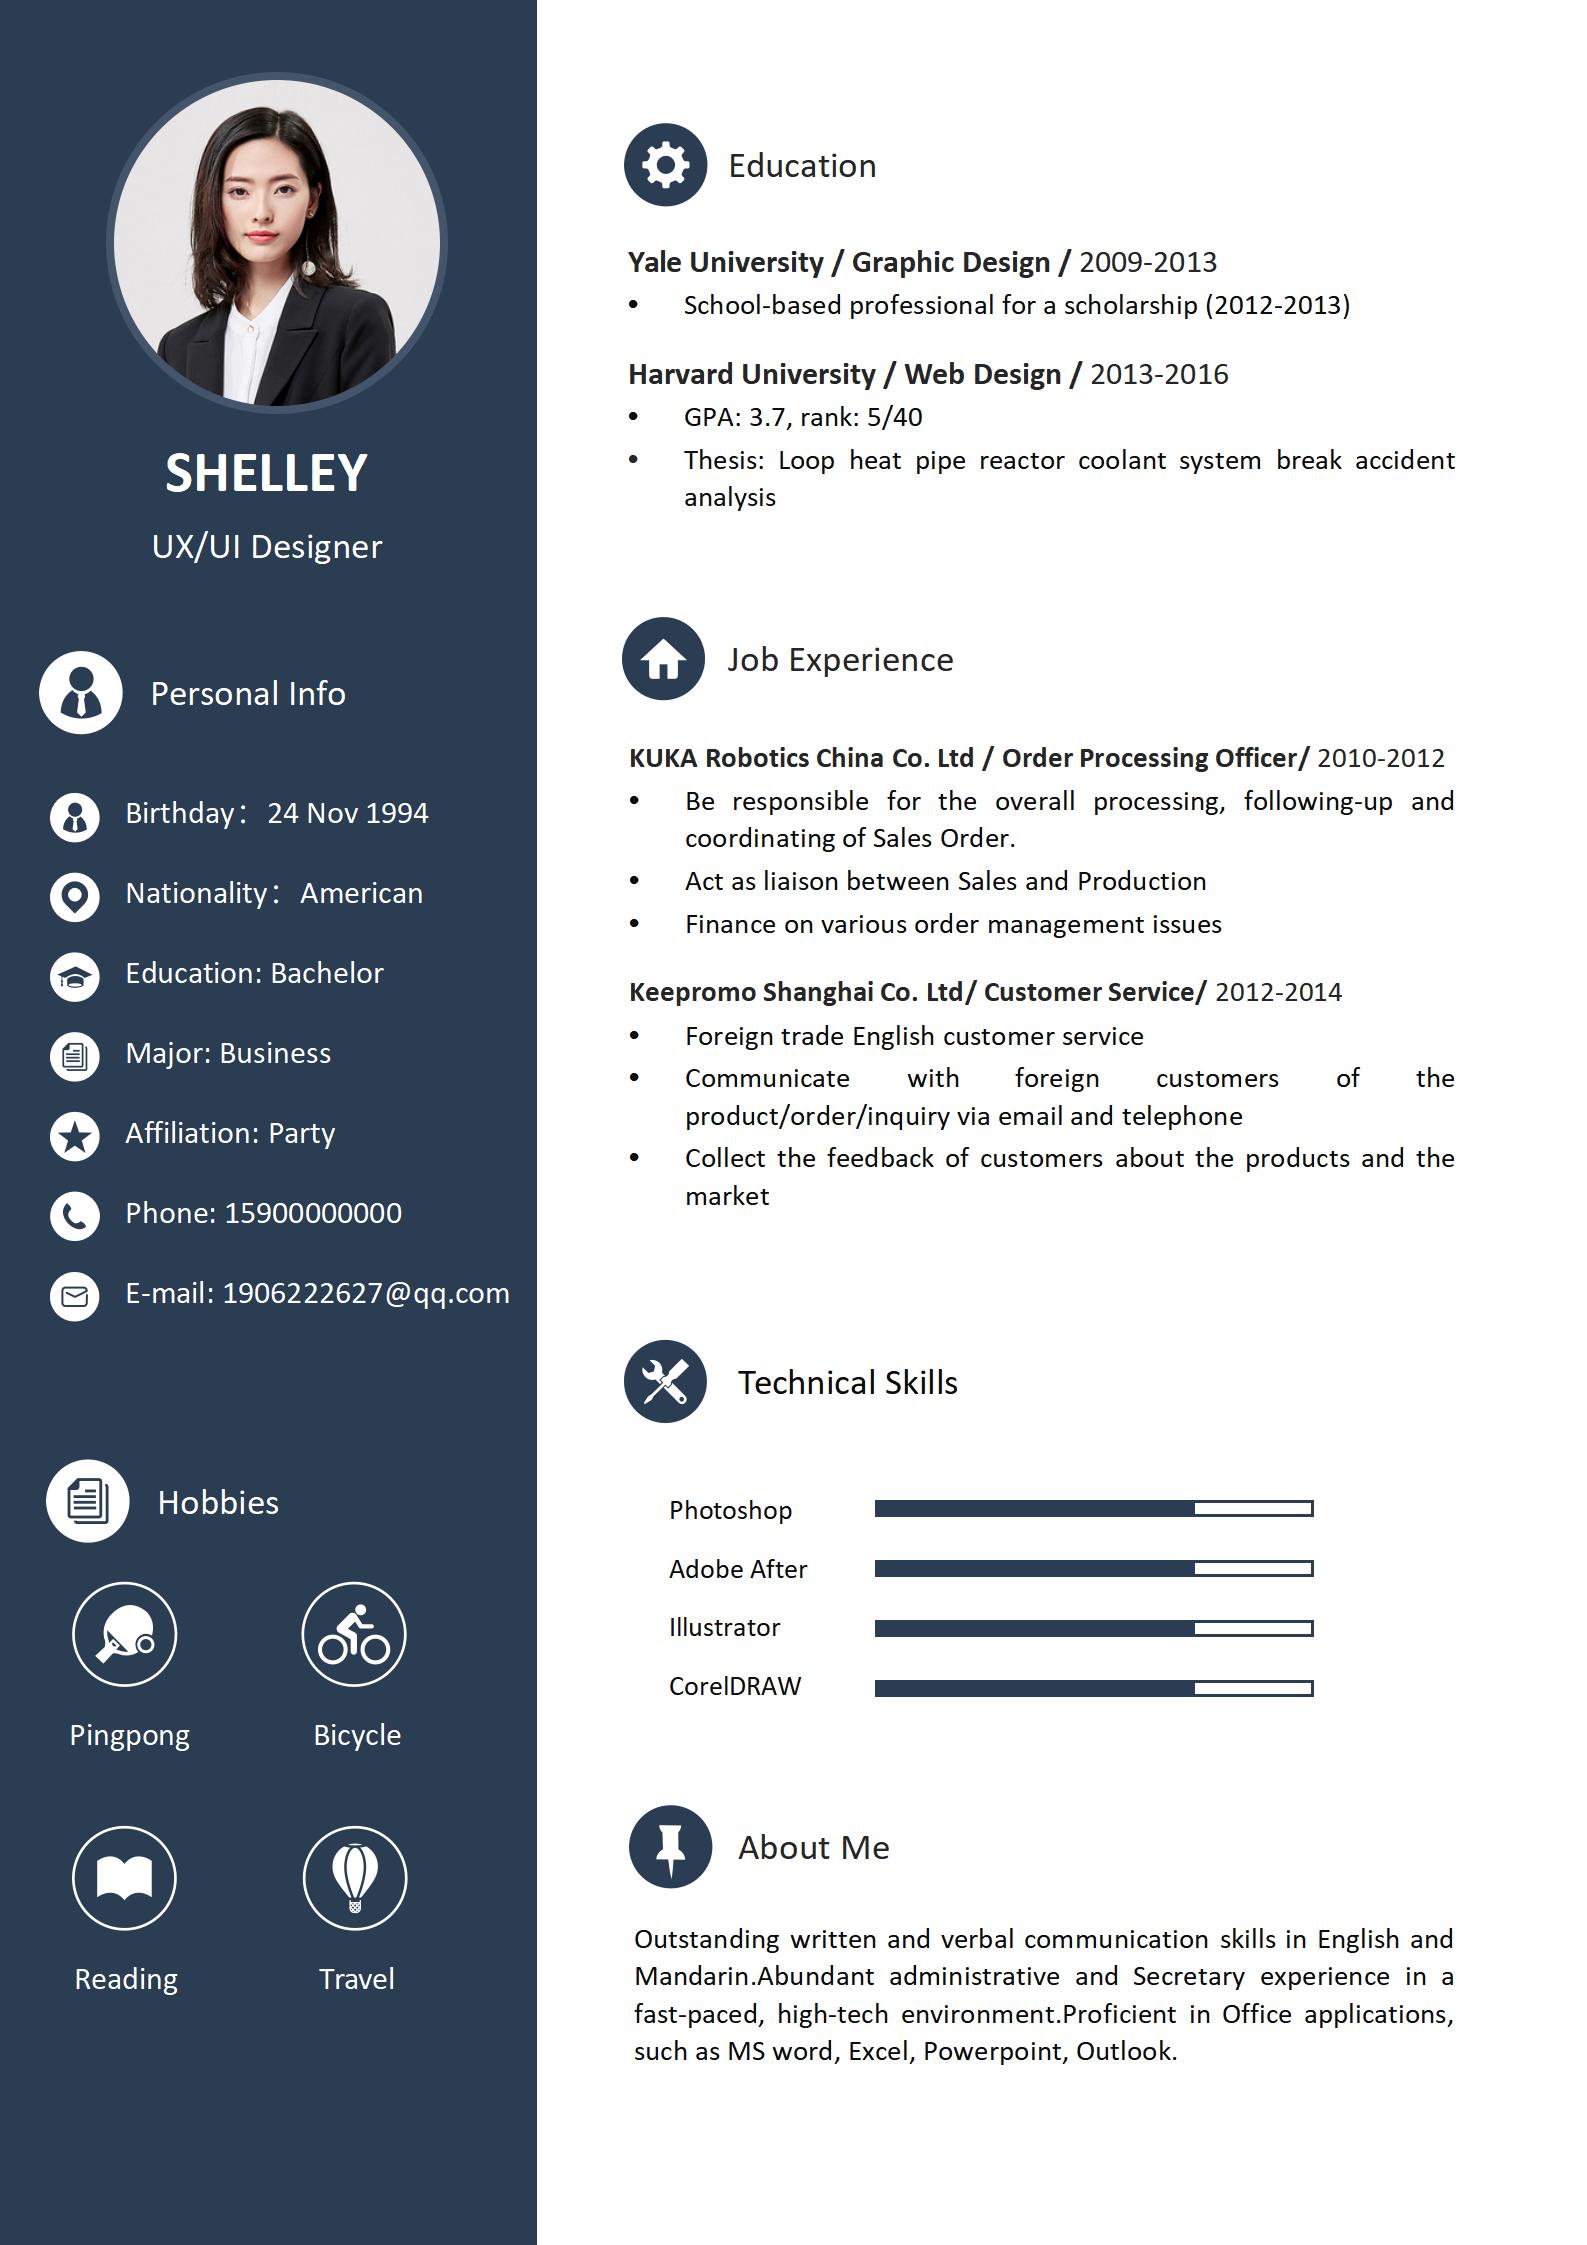 SHELLEY
UX/UI Designer
Personal Info
Birthday： 24 Nov 1994
Nationality： American
Education: Bachelor
Major: Business
Affiliation: Party
Phone: 15900000000
E-mail: 1906222627@qq.com
Hobbies
Pingpong
Bicycle
Reading
Travel
Education
Yale University / Graphic Design / 2009-2013
• School-based professional for a scholarship (2012-2013)
Harvard University / Web Design / 2013-2016
• GPA: 3.7, rank: 5/40
• Thesis: Loop heat pipe reactor coolant system break accident
analysis
Job Experience
KUKA Robotics China Co. Ltd / Order Processing Officer/ 2010-2012
• Be responsible for the overall processing, following-up and
coordinating of Sales Order.
• Act as liaison between Sales and Production
• Finance on various order management issues
Keepromo Shanghai Co. Ltd/ Customer Service/ 2012-2014
• Foreign trade English customer service
• Communicate with foreign customers of the
product/order/inquiry via email and telephone
• Collect the feedback of customers about the products and the
market
Technical Skills
Photoshop
Adobe After
Illustrator
CorelDRAW
About Me
Outstanding written and verbal communication skills in English and
Mandarin.Abundant administrative and Secretary experience in a
fast-paced, high-tech environment.Proficient in Office applications,
such as MS word, Excel, Powerpoint, Outlook.